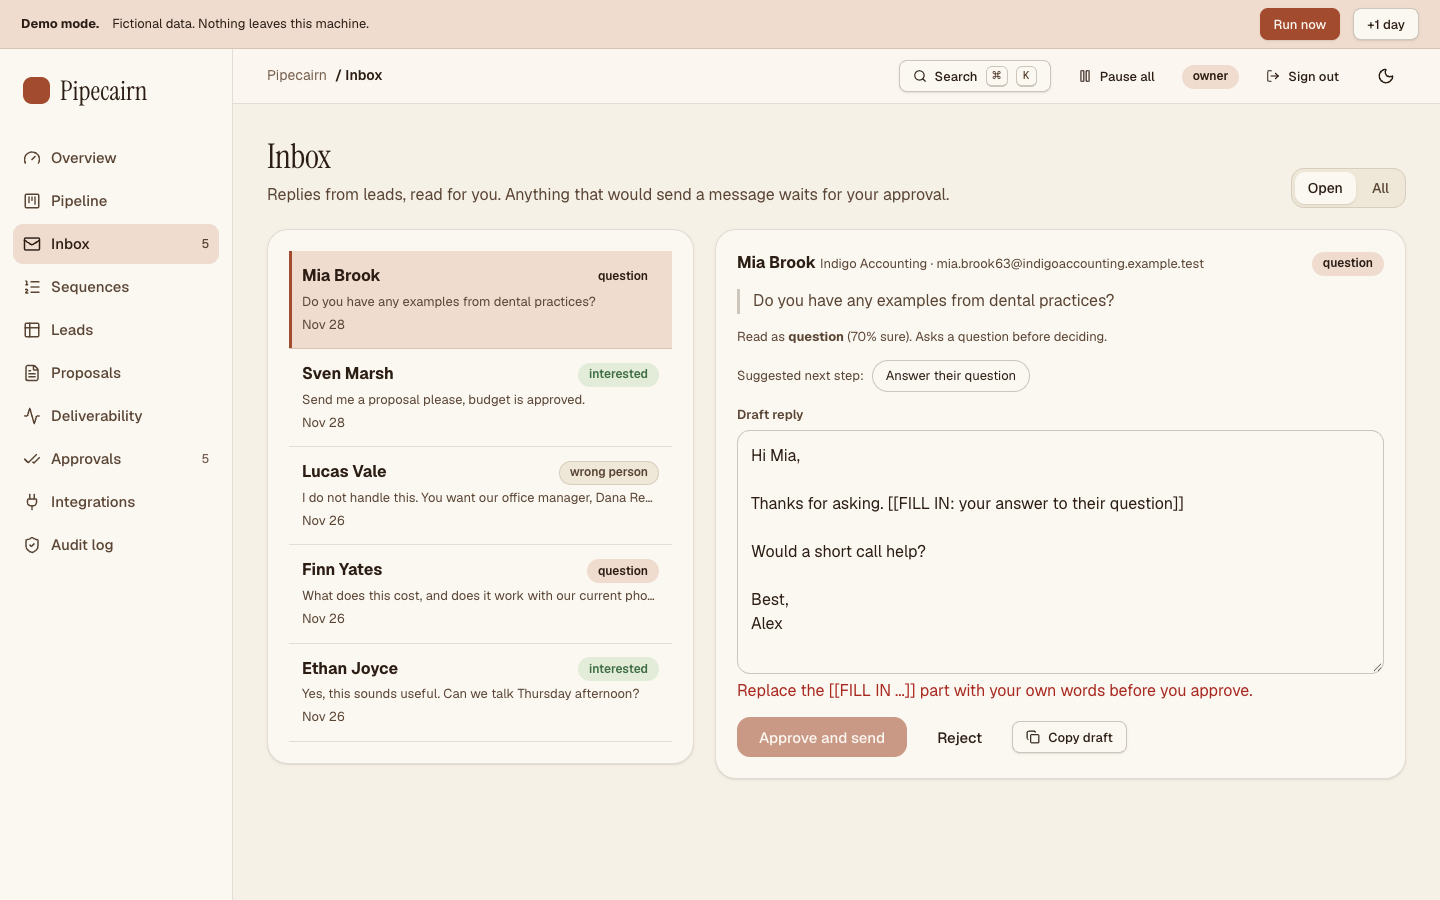 Demo mode. Fictional data. Nothing leaves this machine.
Run now
+1 day
Pipecairn
Overview
Pipeline
Inbox 5
Sequences
Leads
Proposals
Deliverability
Approvals 5
Integrations
Audit log
Pipecairn / Inbox
Search ⌘ K
Pause all
owner
Sign out
Inbox
Replies from leads, read for you. Anything that would send a message waits for your approval.
Open All
Mia Brook question
Do you have any examples from dental practices?
Nov 28
Sven Marsh interested
Send me a proposal please, budget is approved.
Nov 28
Lucas Vale wrong person
I do not handle this. You want our office manager, Dana Re...
Nov 26
Finn Yates question
What does this cost, and does it work with our current pho...
Nov 26
Ethan Joyce interested
Yes, this sounds useful. Can we talk Thursday afternoon?
Nov 26
Mia Brook Indigo Accounting · mia.brook63@indigoaccounting.example.test question
Do you have any examples from dental practices?
Read as question (70% sure). Asks a question before deciding.
Suggested next step: Answer their question
Draft reply
Hi Mia,
Thanks for asking. [[FILL IN: your answer to their question]]
Would a short call help?
Best,
Alex
Replace the [[FILL IN ...]] part with your own words before you approve.
Approve and send
Reject
Copy draft